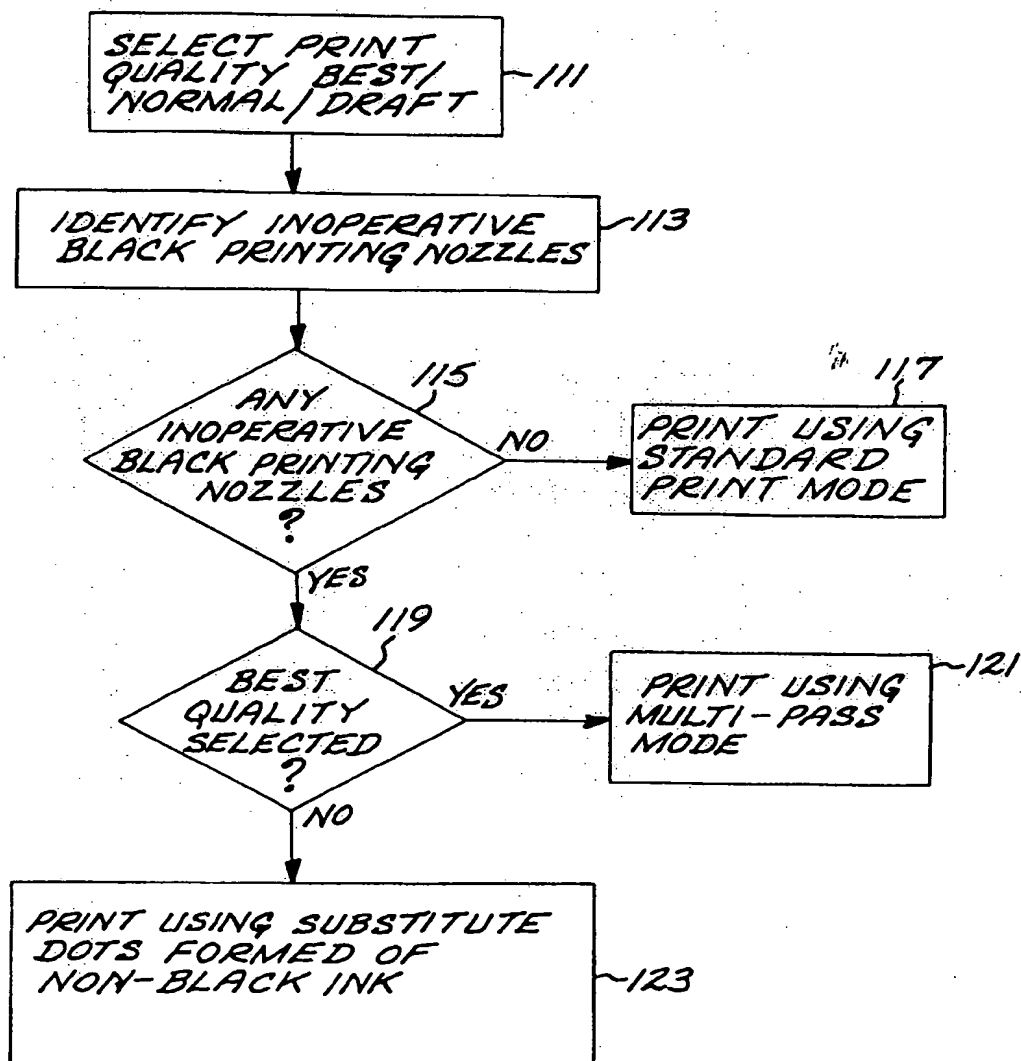 SELECT PRINT
QUALITY BEST/
NORMAL/DRAFT
111
IDENTIFY INOPERATIVE
BLACK PRINTING NOZZLES
113
115
ANY
INOPERATIVE
BLACK PRINTING
NOZZLES
?
NO
117
PRINT USING
STANDARD
PRINT MODE
YES
119
BEST
QUALITY
SELECTED
?
YES
121
PRINT USING
MULTI-PASS
MODE
NO
PRINT USING SUBSTITUTE
DOTS FORMED OF
NON-BLACK INK
123